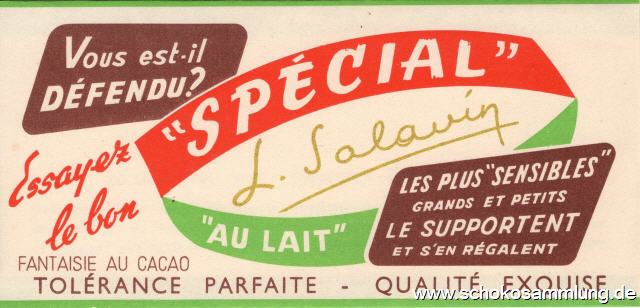 Vous est-il
DÉFENDU?
"SPÉCIAL"
Essayez
le bon
L. Salavin
"AU LAIT"
LES PLUS "SENSIBLES"
GRANDS ET PETITS
LE SUPPORTENT
ET S'EN RÉGALENT
FANTAISIE AU CACAO
TOLÉRANCE PARFAITE - QUALITÉ EXQUISE
www.schokosammlung.de